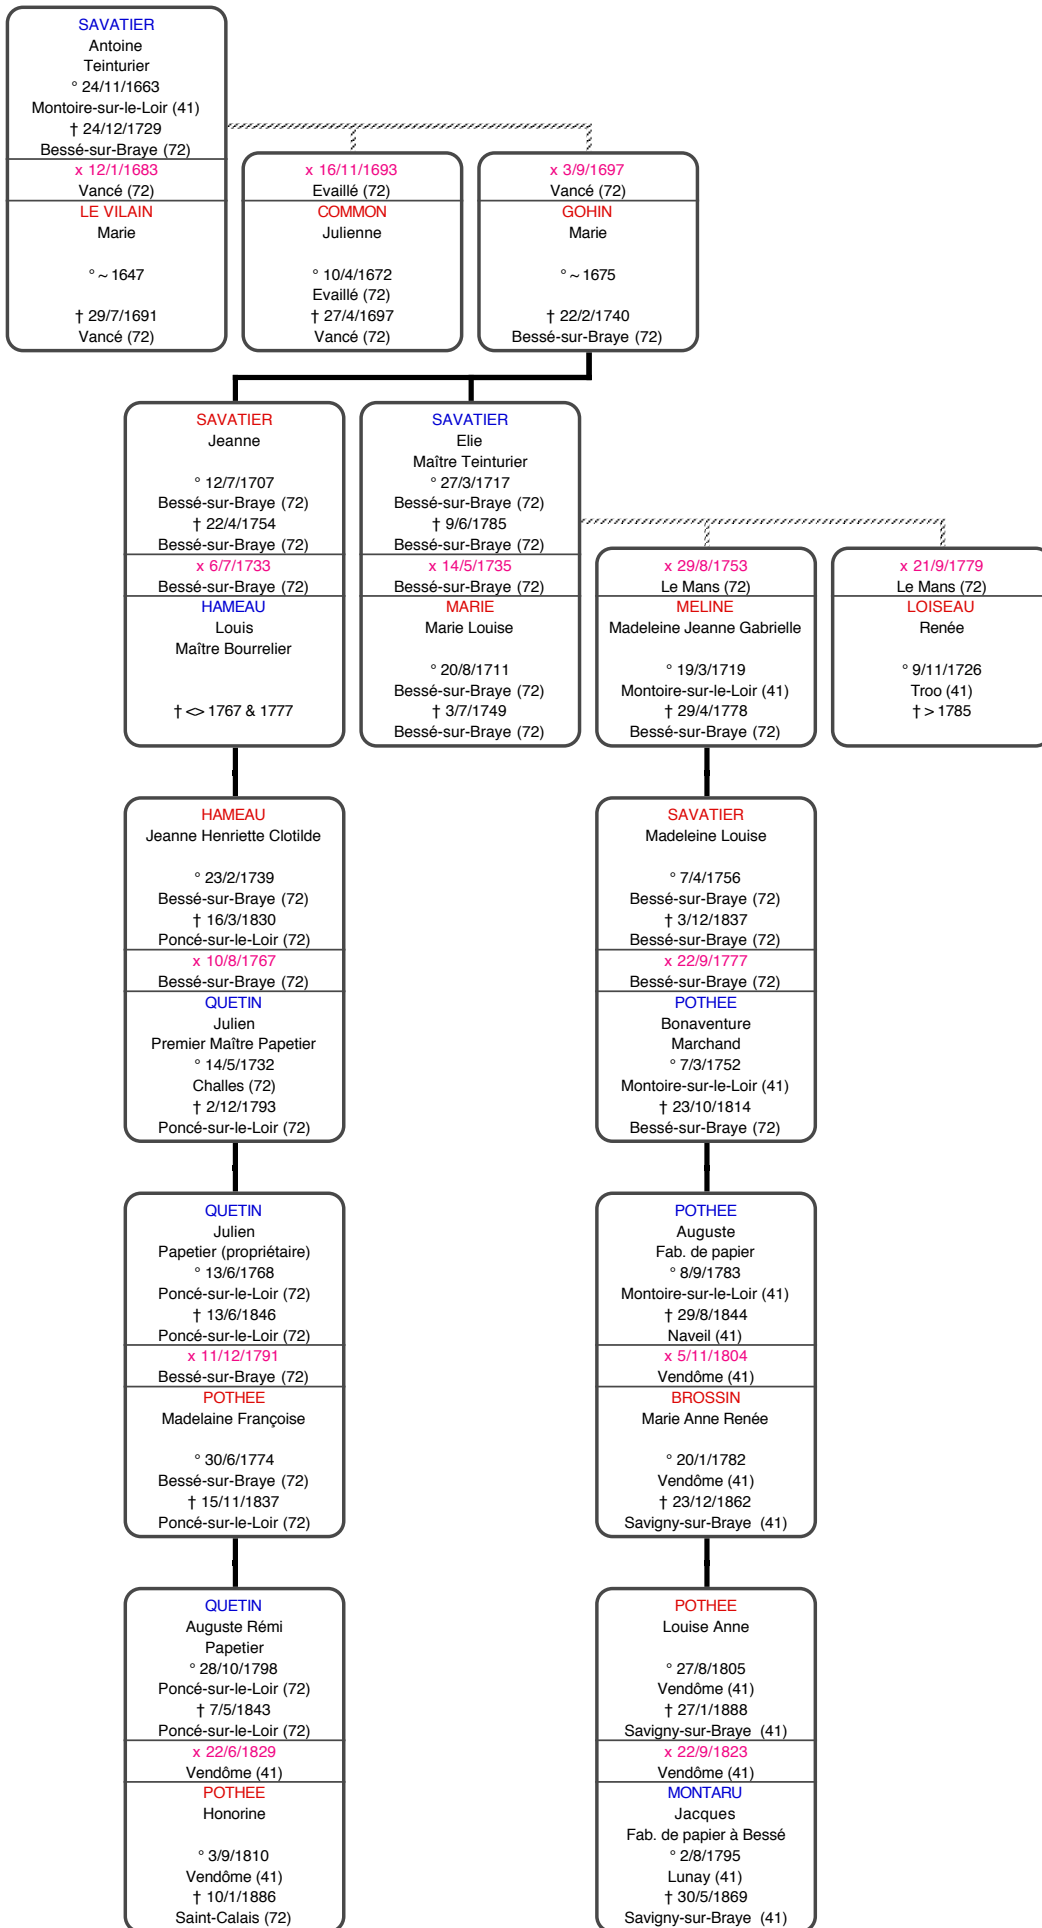 SAVATIER
Antoine
Teinturier
° 24/11/1663
Montoire-sur-le-Loir (41)
† 24/12/1729
Bessé-sur-Braye (72)
x 12/1/1683
Vancé (72)
LE VILAIN
Marie
° ~ 1647
† 29/7/1691
Vancé (72)
x 16/11/1693
Evaillé (72)
COMMON
Julienne
° 10/4/1672
Evaillé (72)
† 27/4/1697
Vancé (72)
x 3/9/1697
Vancé (72)
GOHIN
Marie
° ~ 1675
† 22/2/1740
Bessé-sur-Braye (72)
SAVATIER
Jeanne
° 12/7/1707
Bessé-sur-Braye (72)
† 22/4/1754
Bessé-sur-Braye (72)
x 6/7/1733
Bessé-sur-Braye (72)
HAMEAU
Louis
Maître Bourrelier
† <> 1767 & 1777
SAVATIER
Elie
Maître Teinturier
° 27/3/1717
Bessé-sur-Braye (72)
† 9/6/1785
Bessé-sur-Braye (72)
x 14/5/1735
Bessé-sur-Braye (72)
MARIE
Marie Louise
° 20/8/1711
Bessé-sur-Braye (72)
† 3/7/1749
Bessé-sur-Braye (72)
x 29/8/1753
Le Mans (72)
MELINE
Madeleine Jeanne Gabrielle
° 19/3/1719
Montoire-sur-le-Loir (41)
† 29/4/1778
Bessé-sur-Braye (72)
x 21/9/1779
Le Mans (72)
LOISEAU
Renée
° 9/11/1726
Troo (41)
† > 1785
HAMEAU
Jeanne Henriette Clotilde
° 23/2/1739
Bessé-sur-Braye (72)
† 16/3/1830
Poncé-sur-le-Loir (72)
x 10/8/1767
Bessé-sur-Braye (72)
QUETIN
Julien
Premier Maître Papetier
° 14/5/1732
Challes (72)
† 2/12/1793
Poncé-sur-le-Loir (72)
SAVATIER
Madeleine Louise
° 7/4/1756
Bessé-sur-Braye (72)
† 3/12/1837
Bessé-sur-Braye (72)
x 22/9/1777
Bessé-sur-Braye (72)
POTHEE
Bonaventure
Marchand
° 7/3/1752
Montoire-sur-le-Loir (41)
† 23/10/1814
Bessé-sur-Braye (72)
QUETIN
Julien
Papetier (propriétaire)
° 13/6/1768
Poncé-sur-le-Loir (72)
† 13/6/1846
Poncé-sur-le-Loir (72)
x 11/12/1791
Bessé-sur-Braye (72)
POTHEE
Madelaine Françoise
° 30/6/1774
Bessé-sur-Braye (72)
† 15/11/1837
Poncé-sur-le-Loir (72)
POTHEE
Auguste
Fab. de papier
° 8/9/1783
Montoire-sur-le-Loir (41)
† 29/8/1844
Naveil (41)
x 5/11/1804
Vendôme (41)
BROSSIN
Marie Anne Renée
° 20/1/1782
Vendôme (41)
† 23/12/1862
Savigny-sur-Braye (41)
QUETIN
Auguste Rémi
Papetier
° 28/10/1798
Poncé-sur-le-Loir (72)
† 7/5/1843
Poncé-sur-le-Loir (72)
x 22/6/1829
Vendôme (41)
POTHEE
Honorine
° 3/9/1810
Vendôme (41)
† 10/1/1886
Saint-Calais (72)
POTHEE
Louise Anne
° 27/8/1805
Vendôme (41)
† 27/1/1888
Savigny-sur-Braye (41)
x 22/9/1823
Vendôme (41)
MONTARU
Jacques
Fab. de papier à Bessé
° 2/8/1795
Lunay (41)
† 30/5/1869
Savigny-sur-Braye (41)